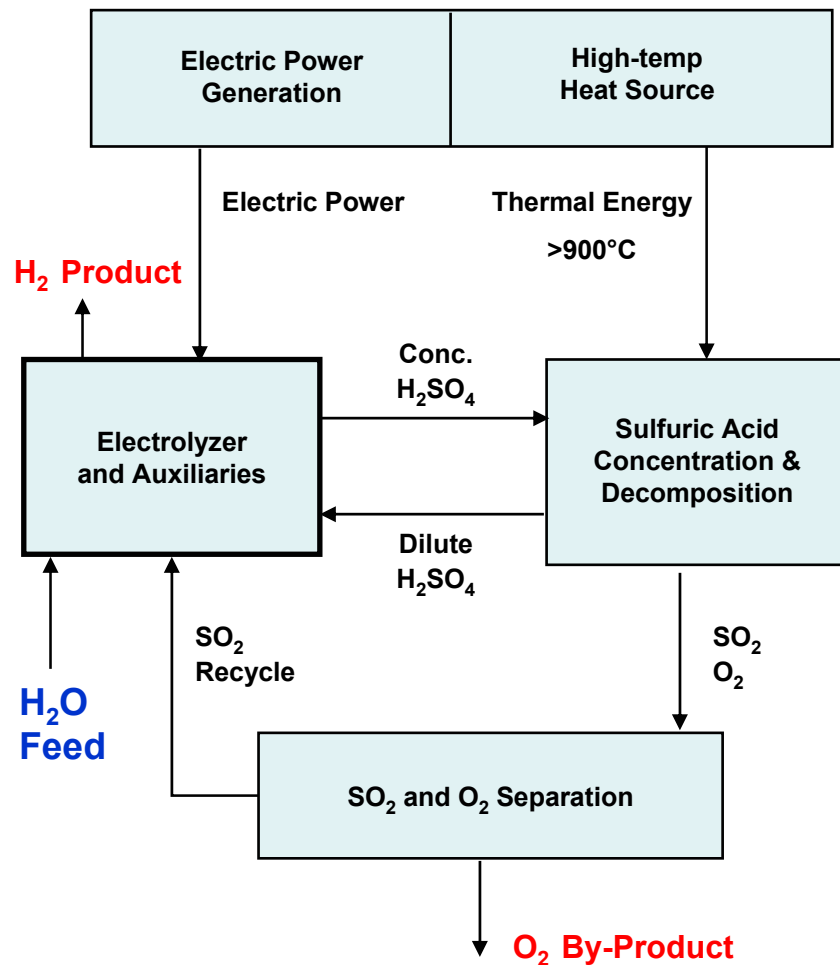 Electric Power
Generation
High-temp
Heat Source
Electric Power
Thermal Energy
>900°C
H₂ Product
Conc.
H₂SO₄
Electrolyzer
and Auxiliaries
Sulfuric Acid
Concentration &
Decomposition
Dilute
H₂SO₄
SO₂
Recycle
SO₂
O₂
H₂O
Feed
SO₂ and O₂ Separation
O₂ By-Product